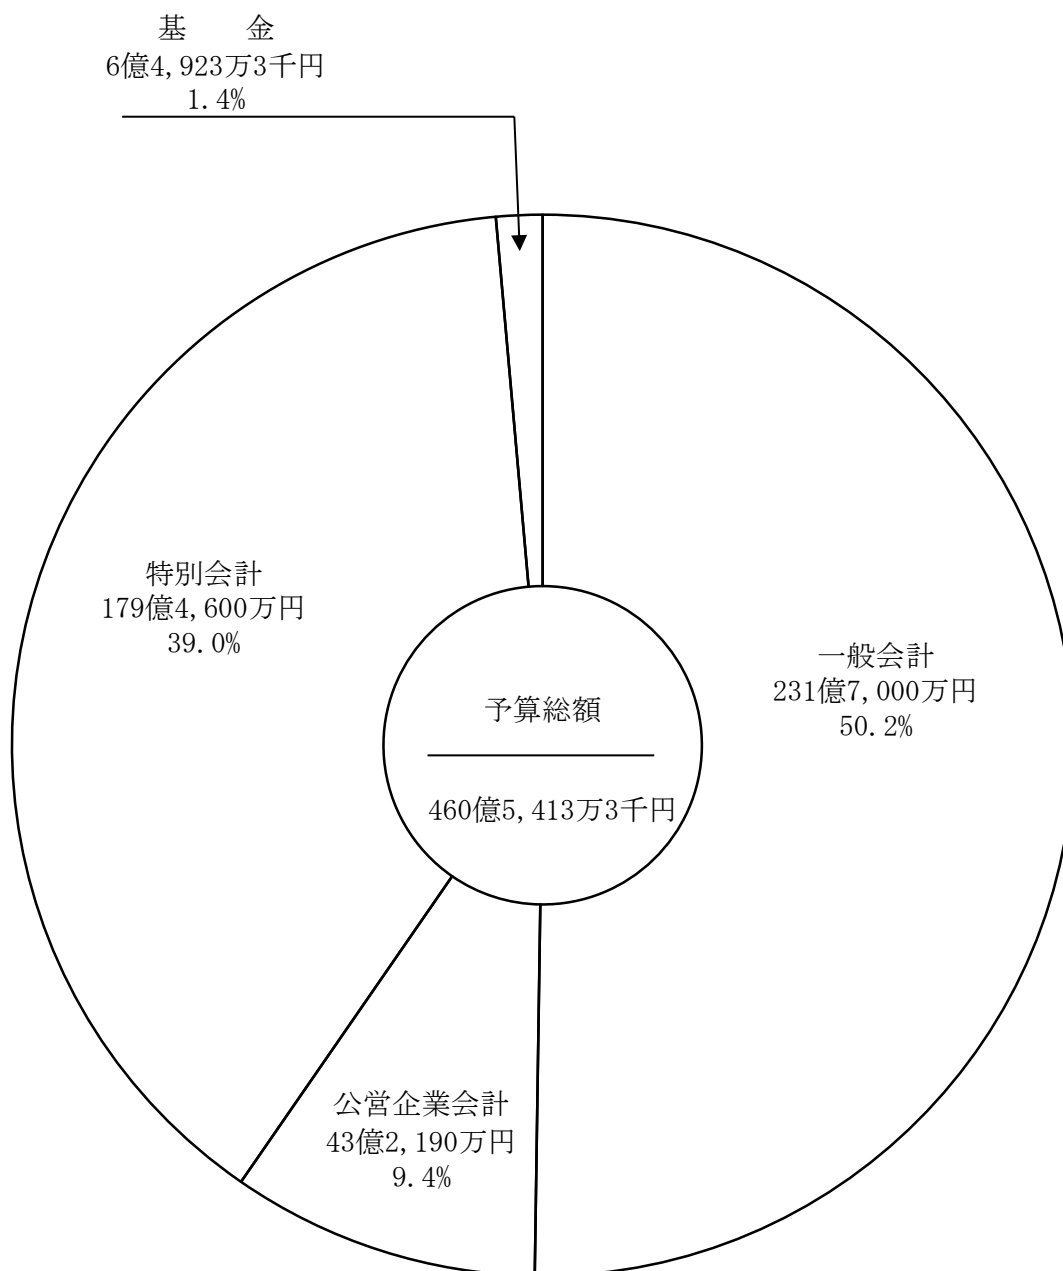 基　　金
6億4,923万3千円
1.4%
特別会計
179億4,600万円
39.0%
一般会計
231億7,000万円
50.2%
予算総額
460億5,413万3千円
公営企業会計
43億2,190万円
9.4%